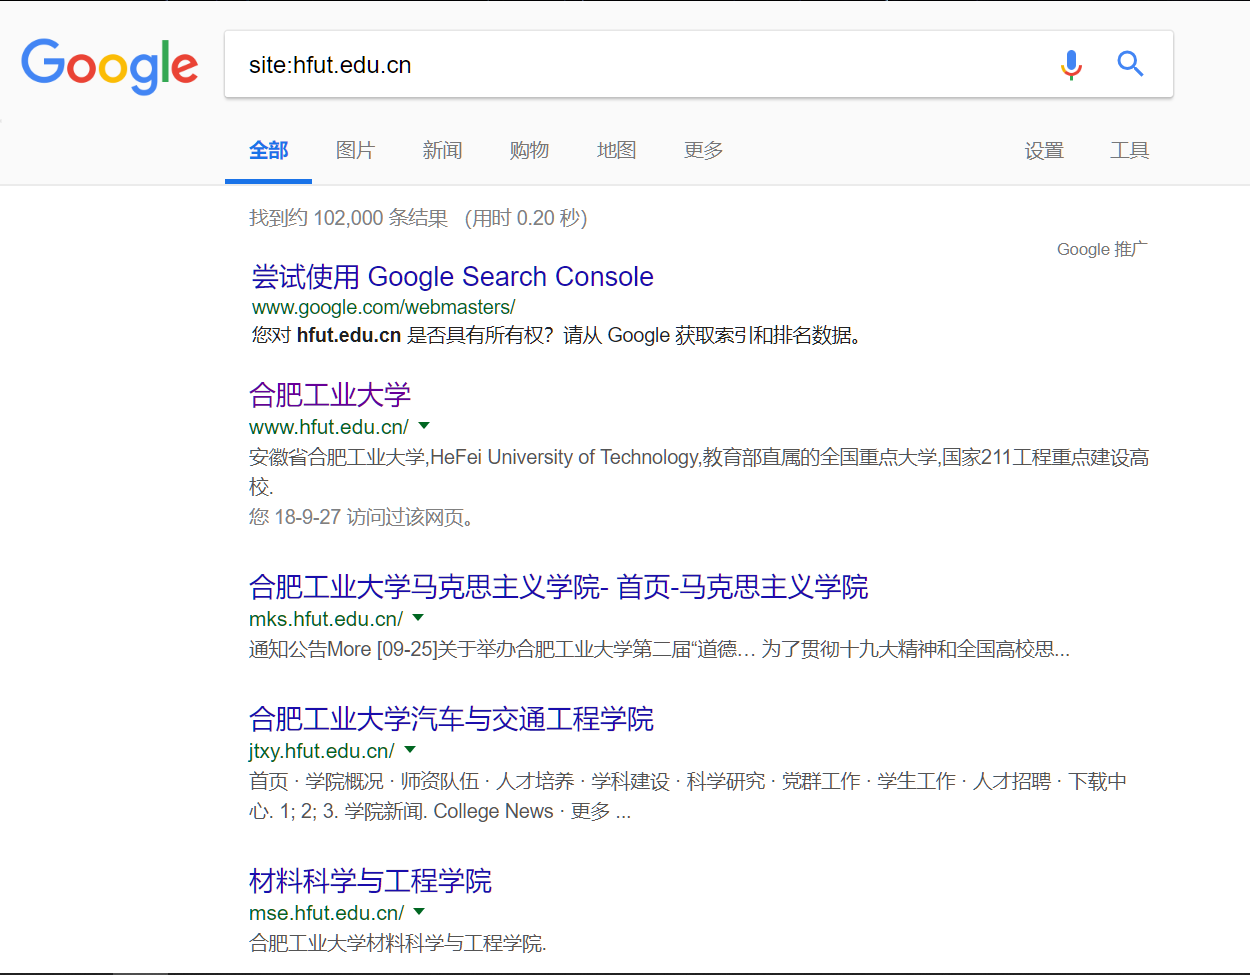 Google
site:hfut.edu.cn
全部 图片 新闻 购物 地图 更多 设置 工具
找到约 102,000 条结果 (用时 0.20 秒)
Google 推广
尝试使用 Google Search Console
www.google.com/webmasters/
您对 hfut.edu.cn 是否具有所有权？请从 Google 获取索引和排名数据。
合肥工业大学
www.hfut.edu.cn/
安徽省合肥工业大学,HeFei University of Technology,教育部直属的全国重点大学,国家211工程重点建设高
校.
您 18-9-27 访问过该网页。
合肥工业大学马克思主义学院- 首页-马克思主义学院
mks.hfut.edu.cn/
通知公告More [09-25]关于举办合肥工业大学第二届“道德… 为了贯彻十九大精神和全国高校思...
合肥工业大学汽车与交通工程学院
jtxy.hfut.edu.cn/
首页 · 学院概况 · 师资队伍 · 人才培养 · 学科建设 · 科学研究 · 党群工作 · 学生工作 · 人才招聘 · 下载中
心. 1; 2; 3. 学院新闻. College News · 更多 ...
材料科学与工程学院
mse.hfut.edu.cn/
合肥工业大学材料科学与工程学院.